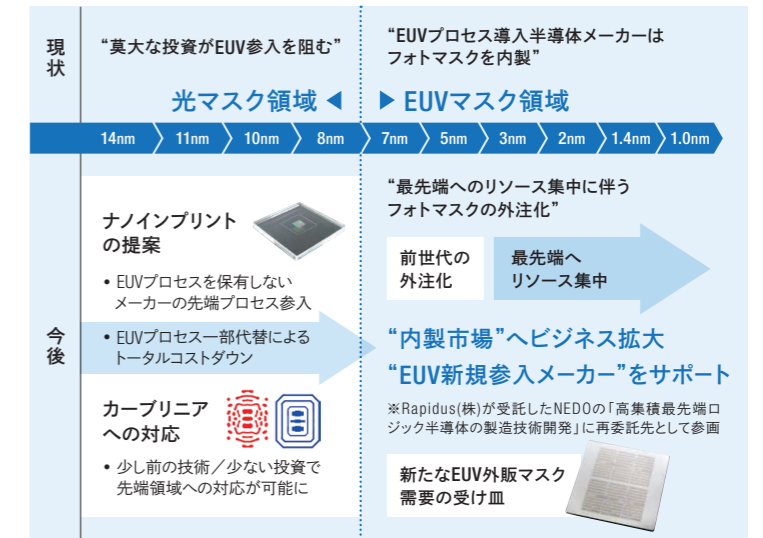 現状
“莫大な投資がEUV参入を阻む”
“EUVプロセス導入半導体メーカーは
フォトマスクを内製”
光マスク領域 ◀
▶ EUVマスク領域
14nm
11nm
10nm
8nm
7nm
5nm
3nm
2nm
1.4nm
1.0nm
今後
ナノインプリント
の提案
• EUVプロセスを保有しない
メーカーの先端プロセス参入
• EUVプロセス一部代替による
トータルコストダウン
カーブリニア
への対応
• 少し前の技術／少ない投資で
先端領域への対応が可能に
“最先端へのリソース集中に伴う
フォトマスクの外注化”
前世代の
外注化
最先端へ
リソース集中
“内製市場”へビジネス拡大
“EUV新規参入メーカー”をサポート
※Rapidus(株)が受託したNEDOの「高集積最先端ロ
ジック半導体の製造技術開発」に再委託先として参画
新たなEUV外販マスク
需要の受け皿